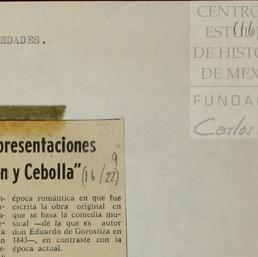 CENTRO
EST
DE HISTO
DE MEX
FUNDAC
Carlos
(16
EDADES.
presentaciones
n y Cebolla"
"9
(16/22)
época romántica en que fue
escrita la obra original en
que se basa la comedia mu-
sical —de la que es autor
don Eduardo de Gorostiza en
1843—, en contraste con la
época actual.